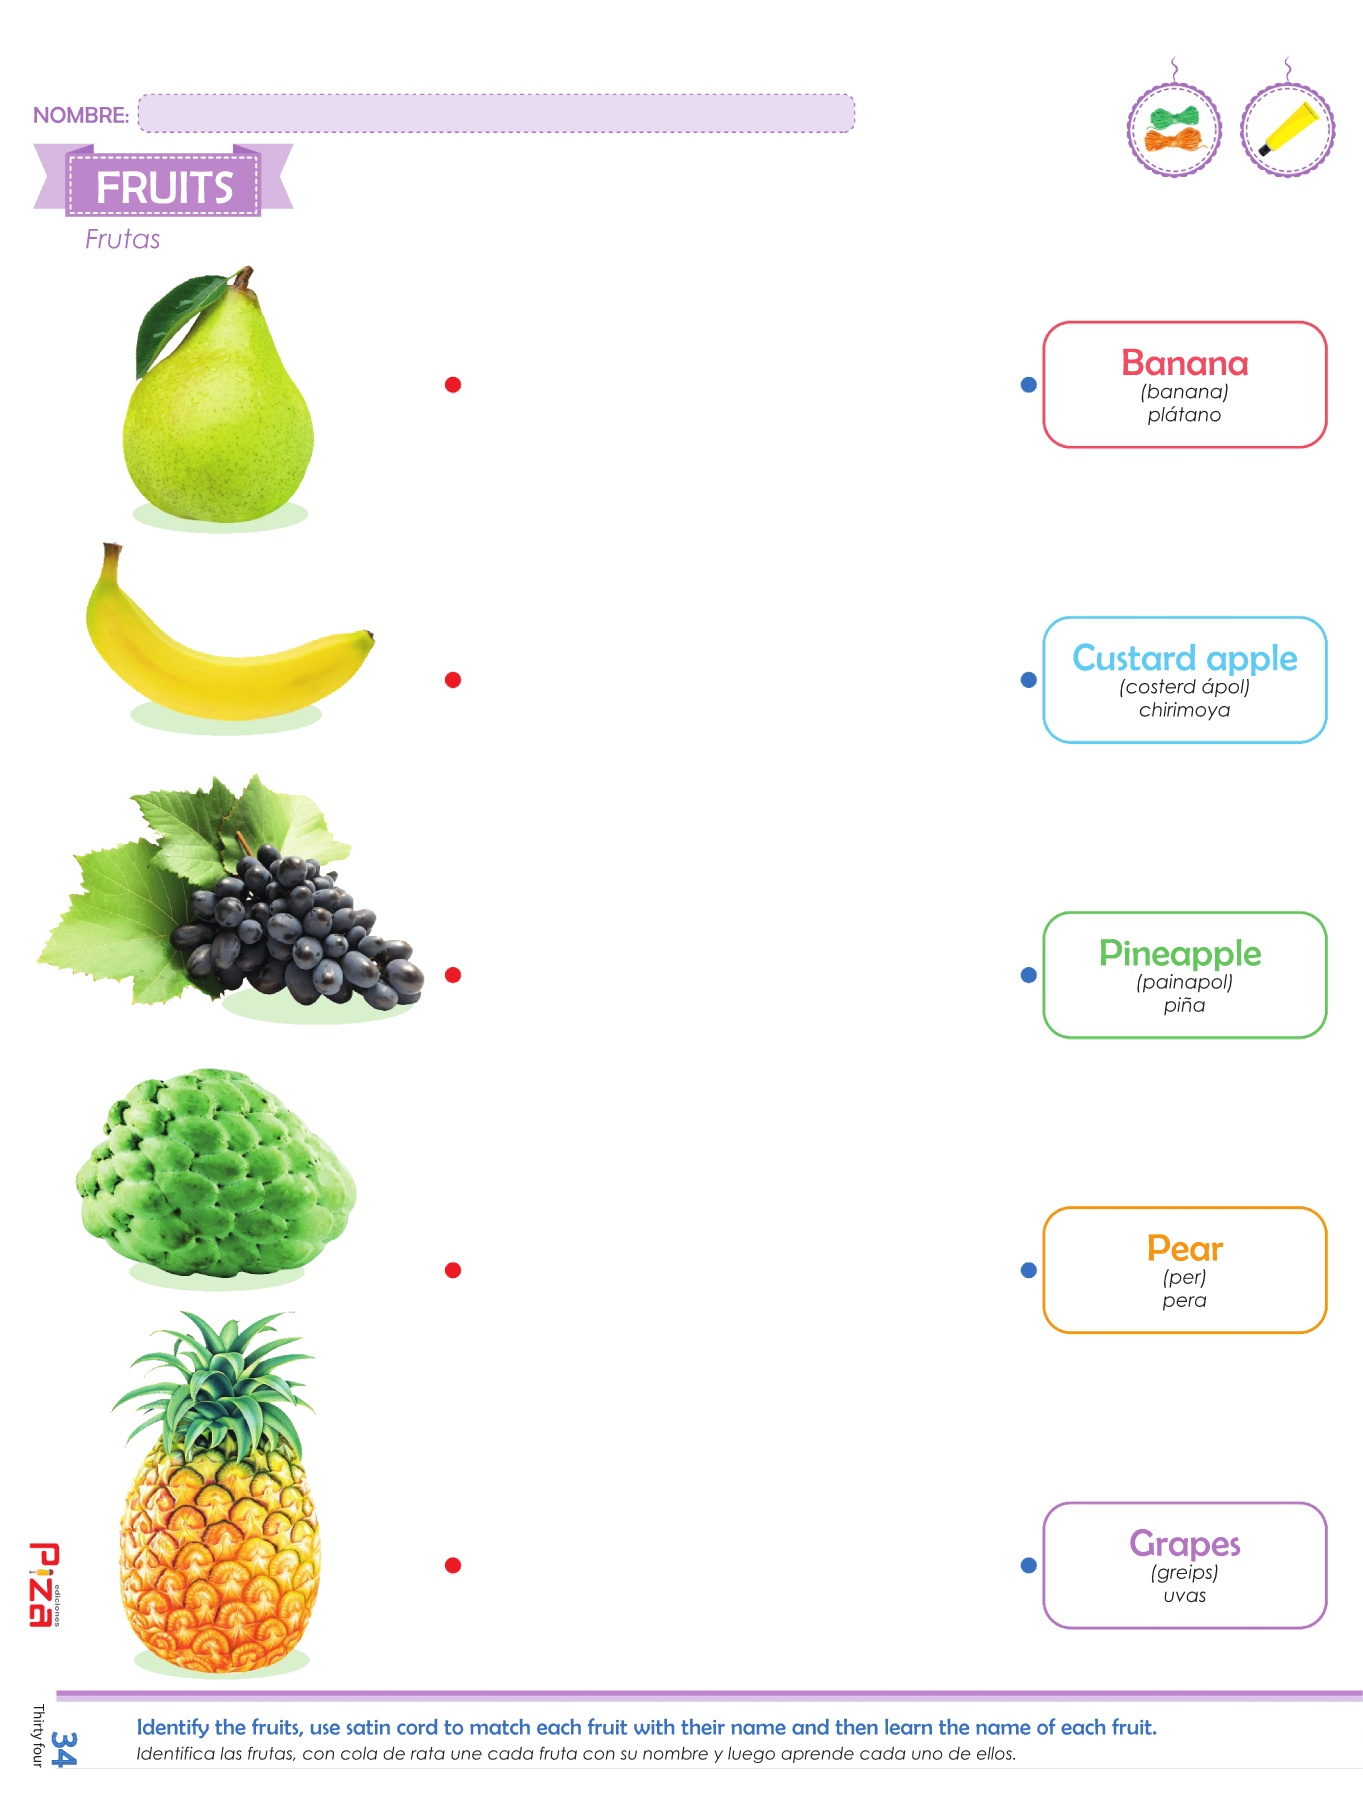 NOMBRE:
FRUITS
Frutas
Banana
(banana)
plátano
Custard apple
(costerd ápol)
chirimoya
Pineapple
(painapol)
piña
Pear
(per)
pera
Grapes
(greips)
uvas
Piza
ediciones
34
Thirty four
Identify the fruits, use satin cord to match each fruit with their name and then learn the name of each fruit.
Identifica las frutas, con cola de rata une cada fruta con su nombre y luego aprende cada uno de ellos.